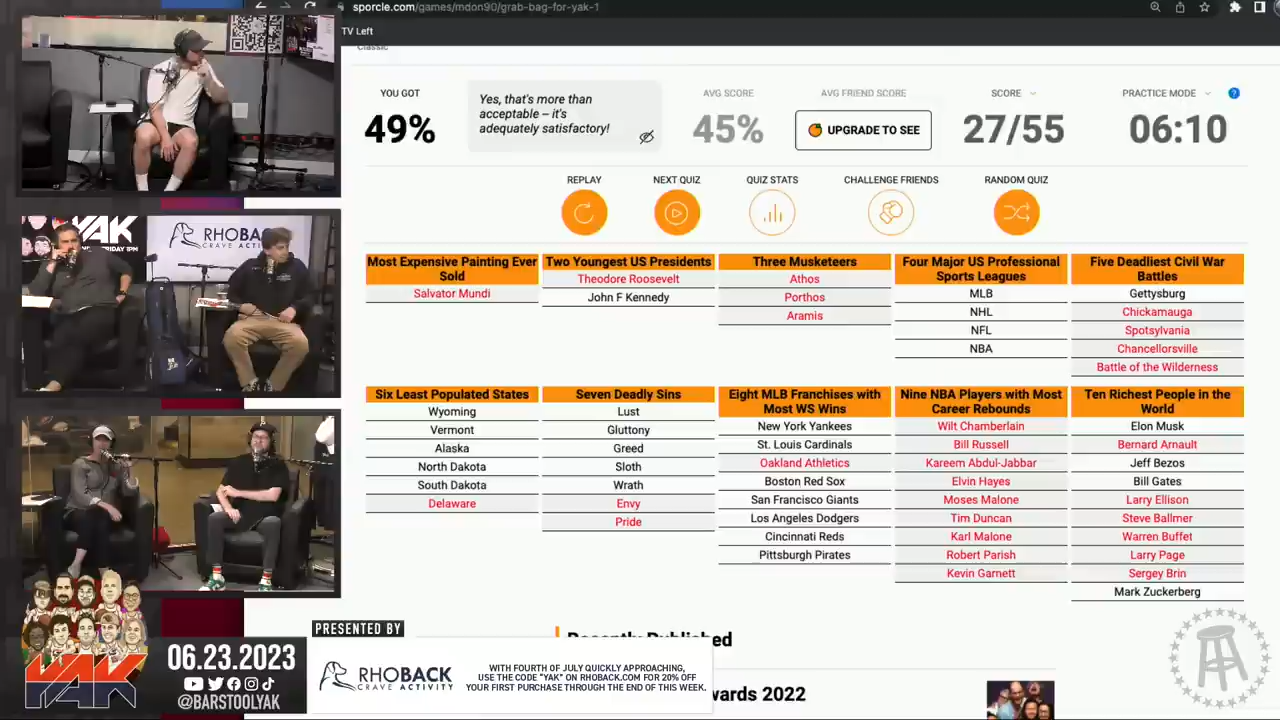 sporcle.com/games/mdon90/grab-bag-for-yak-1
TV Left
Classic
YOU GOT
49%
Yes, that's more than
acceptable – it's
adequately satisfactory!
AVG SCORE
45%
AVG FRIEND SCORE
UPGRADE TO SEE
SCORE
27/55
PRACTICE MODE
?
06:10
REPLAY
NEXT QUIZ
QUIZ STATS
CHALLENGE FRIENDS
RANDOM QUIZ
Most Expensive Painting Ever
Sold
Salvator Mundi
Two Youngest US Presidents
Theodore Roosevelt
John F Kennedy
Three Musketeers
Athos
Porthos
Aramis
Four Major US Professional
Sports Leagues
MLB
NHL
NFL
NBA
Five Deadliest Civil War
Battles
Gettysburg
Chickamauga
Spotsylvania
Chancellorsville
Battle of the Wilderness
Six Least Populated States
Wyoming
Vermont
Alaska
North Dakota
South Dakota
Delaware
Seven Deadly Sins
Lust
Gluttony
Greed
Sloth
Wrath
Envy
Pride
Eight MLB Franchises with
Most WS Wins
New York Yankees
St. Louis Cardinals
Oakland Athletics
Boston Red Sox
San Francisco Giants
Los Angeles Dodgers
Cincinnati Reds
Pittsburgh Pirates
Nine NBA Players with Most
Career Rebounds
Wilt Chamberlain
Bill Russell
Kareem Abdul-Jabbar
Elvin Hayes
Moses Malone
Tim Duncan
Karl Malone
Robert Parish
Kevin Garnett
Ten Richest People in the
World
Elon Musk
Bernard Arnault
Jeff Bezos
Bill Gates
Larry Ellison
Steve Ballmer
Warren Buffet
Larry Page
Sergey Brin
Mark Zuckerberg
Recently Published
wards 2022
YAK
RHOBACK
CRAVE ACTIVITY
YAK
06.23.2023
@BARSTOOLYAK
PRESENTED BY
RHOBACK
CRAVE ACTIVITY
WITH FOURTH OF JULY QUICKLY APPROACHING,
USE THE CODE "YAK" ON RHOBACK.COM FOR 20% OFF
YOUR FIRST PURCHASE THROUGH THE END OF THIS WEEK.